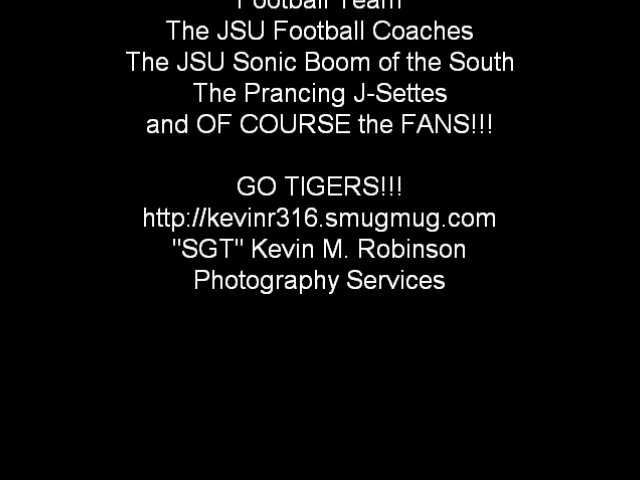 Football Team
The JSU Football Coaches
The JSU Sonic Boom of the South
The Prancing J-Settes
and OF COURSE the FANS!!!
GO TIGERS!!!
http://kevinr316.smugmug.com
"SGT" Kevin M. Robinson
Photography Services